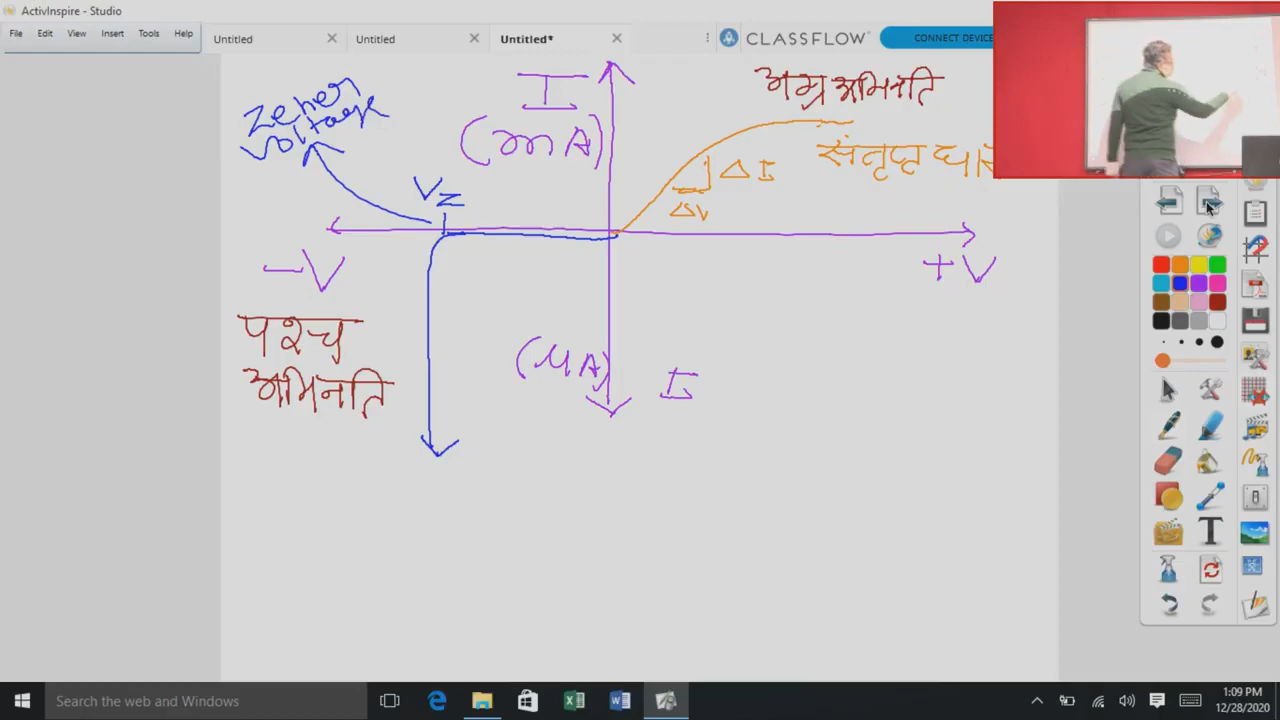 ActivInspire - Studio
File Edit View Insert Tools Help
Untitled
Untitled
Untitled*
CLASSFLOW
CONNECT DEVICE
Zener
Voltage
I
(mA)
अग्र अभिनति
संतृप्त
ΔI
ΔV
Vz
-V
+V
पश्च
अभिनति
(μA)
I
T
Search the web and Windows
1:09 PM
12/28/2020